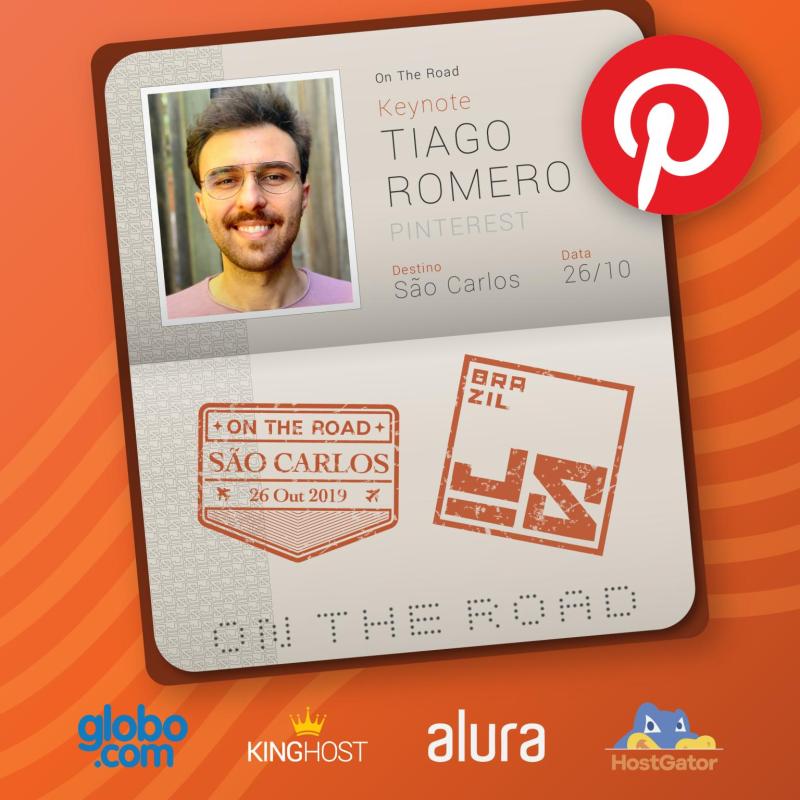 On The Road
Keynote
TIAGO
ROMERO
PINTEREST
Destino
São Carlos
Data
26/10
ON THE ROAD
SÃO CARLOS
26 Out 2019
BRA
ZIL
JS
ON THE ROAD
globo
.com
KINGHOST
alura
HostGator